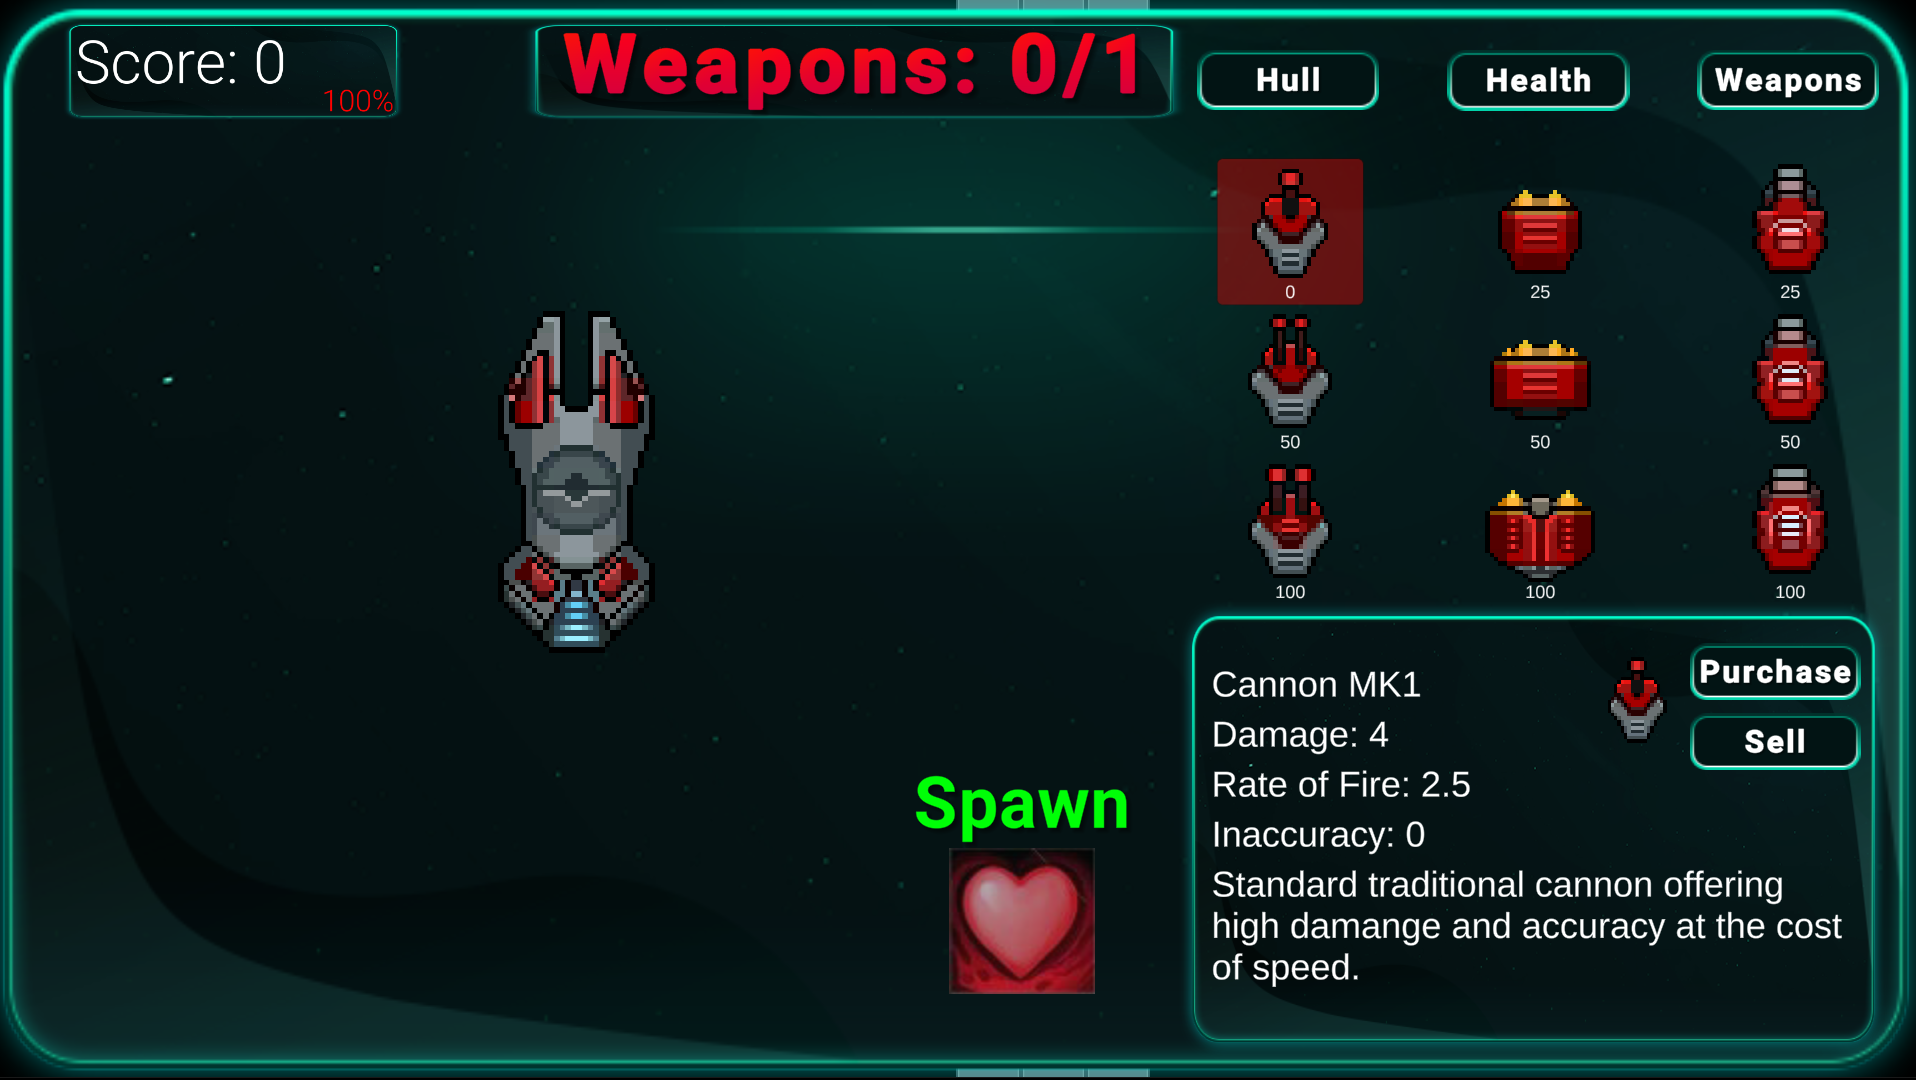 Score: 0
100%
Weapons: 0/1
Hull
Health
Weapons
0
25
25
50
50
50
100
100
100
Spawn
Cannon MK1
Damage: 4
Rate of Fire: 2.5
Inaccuracy: 0
Standard traditional cannon offering
high damange and accuracy at the cost
of speed.
Purchase
Sell